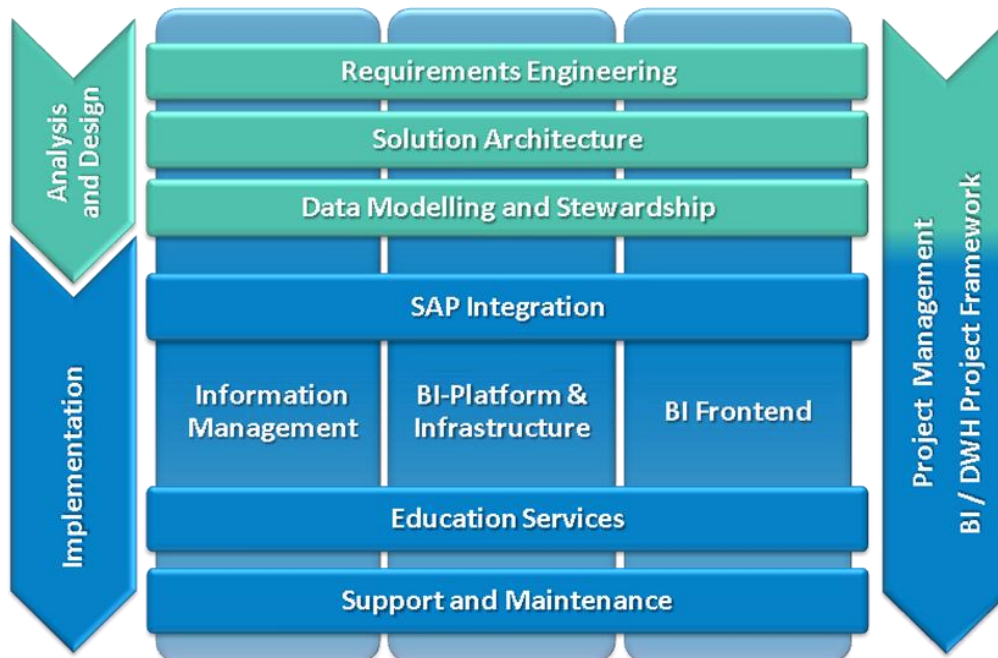 Analysis
and Design
Implementation
Requirements Engineering
Solution Architecture
Data Modelling and Stewardship
SAP Integration
Information
Management
BI-Platform &
Infrastructure
BI Frontend
Education Services
Support and Maintenance
Project Management
BI / DWH Project Framework